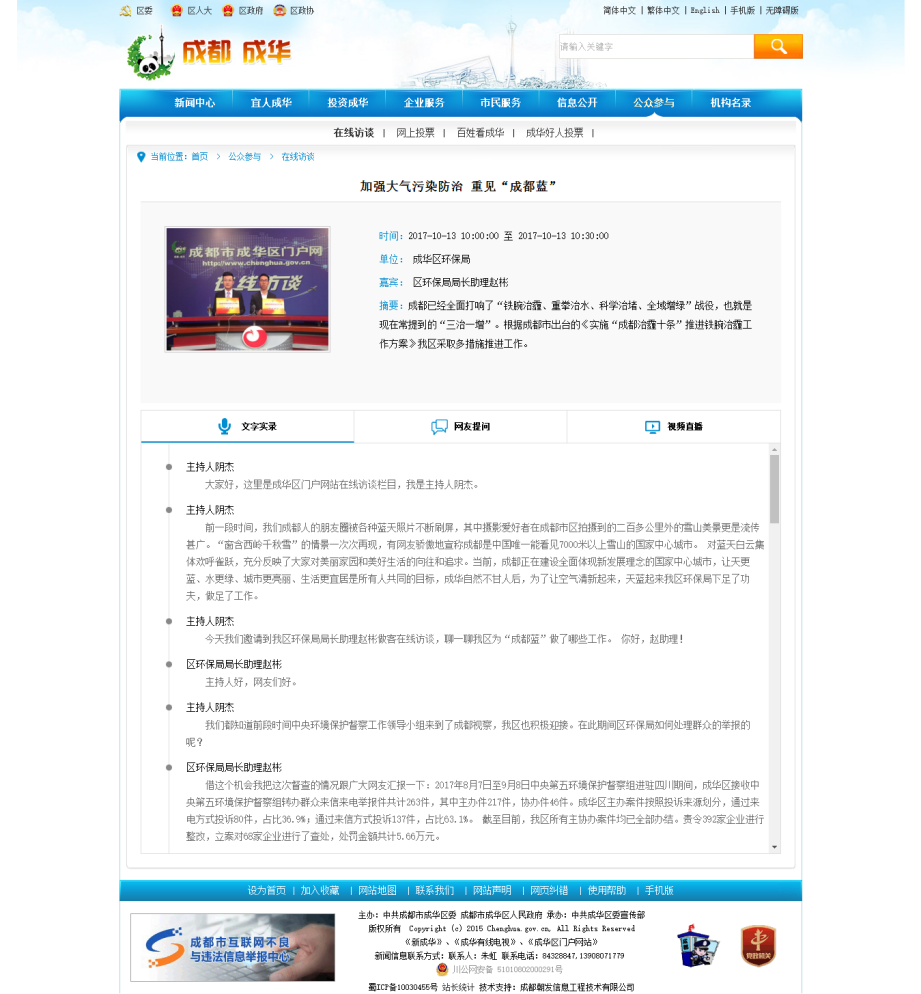 区委 区人大 区政府 区政协
简体中文 | 繁体中文 | English | 手机版 | 无障碍版
成都 成华
请输入关键字
新闻中心 宜人成华 投资成华 企业服务 市民服务 信息公开 公众参与 机构名录
在线访谈 | 网上投票 | 百姓看成华 | 成华好人投票 |
当前位置：首页 > 公众参与 > 在线访谈
加强大气污染防治 重见“成都蓝”
成都市成华区门户网
http://www.chenghua.gov.cn
在线访谈
时间：2017-10-13 10:00:00 至 2017-10-13 10:30:00
单位： 成华区环保局
嘉宾： 区环保局局长助理赵彬
摘要：成都已经全面打响了“铁腕治霾、重拳治水、科学治堵、全域增绿”战役，也就是
现在常提到的“三治一增”。根据成都市出台的《实施“成都治霾十条”推进铁腕治霾工
作方案》我区采取多措施推进工作。
文字实录 网友提问 视频直播
主持人阴杰
大家好，这里是成华区门户网站在线访谈栏目，我是主持人阴杰。
主持人阴杰
前一段时间，我们成都人的朋友圈被各种蓝天照片不断刷屏，其中摄影爱好者在成都市区拍摄到的二百多公里外的雪山美景更是流传
甚广。“窗含西岭千秋雪”的情景一次次再现，有网友骄傲地宣称成都是中国唯一能看见7000米以上雪山的国家中心城市。 对蓝天白云集
体欢呼雀跃，充分反映了大家对美丽家园和美好生活的向往和追求。当前，成都正在建设全面体现新发展理念的国家中心城市，让天更
蓝、水更绿、城市更亮丽、生活更宜居是所有人共同的目标，成华自然不甘人后，为了让空气清新起来，天蓝起来我区环保局下足了功
夫，做足了工作。
主持人阴杰
今天我们邀请到我区环保局局长助理赵彬做客在线访谈，聊一聊我区为“成都蓝”做了哪些工作。 你好，赵助理！
区环保局局长助理赵彬
主持人好，网友们好。
主持人阴杰
我们都知道前段时间中央环境保护督察工作领导小组来到了成都视察，我区也积极迎接。在此期间区环保局如何处理群众的举报的
呢？
区环保局局长助理赵彬
借这个机会我把这次督查的情况跟广大网友汇报一下：2017年8月7日至9月8日中央第五环境保护督察组进驻四川期间，成华区接收中
央第五环境保护督察组转办群众来信来电举报件共计263件，其中主办件217件，协办件46件。成华区主办案件按照投诉来源划分，通过来
电方式投诉80件，占比36.9%；通过来信方式投诉137件，占比63.1%。 截至目前，我区所有主协办案件均已全部办结。责令392家企业进行
整改，立案对68家企业进行了查处，处罚金额共计5.66万元。
设为首页 | 加入收藏 | 网站地图 | 联系我们 | 网站声明 | 网页纠错 | 使用帮助 | 手机版
成都市互联网不良
与违法信息举报中心
主办：中共成都市成华区委 成都市成华区人民政府 承办：中共成华区委宣传部
版权所有 Copyright (c) 2015 Chenghua.gov.cn, All Rights Reserved
《新成华》、《成华有线电视》、《成华区门户网站》
新闻信息联系方式：联系人：朱虹 联系电话：84328847,13908071779
川公网安备 51010802000291号
蜀ICP备10030455号 站长统计 技术支持：成都朝发信息工程技术有限公司
党政机关